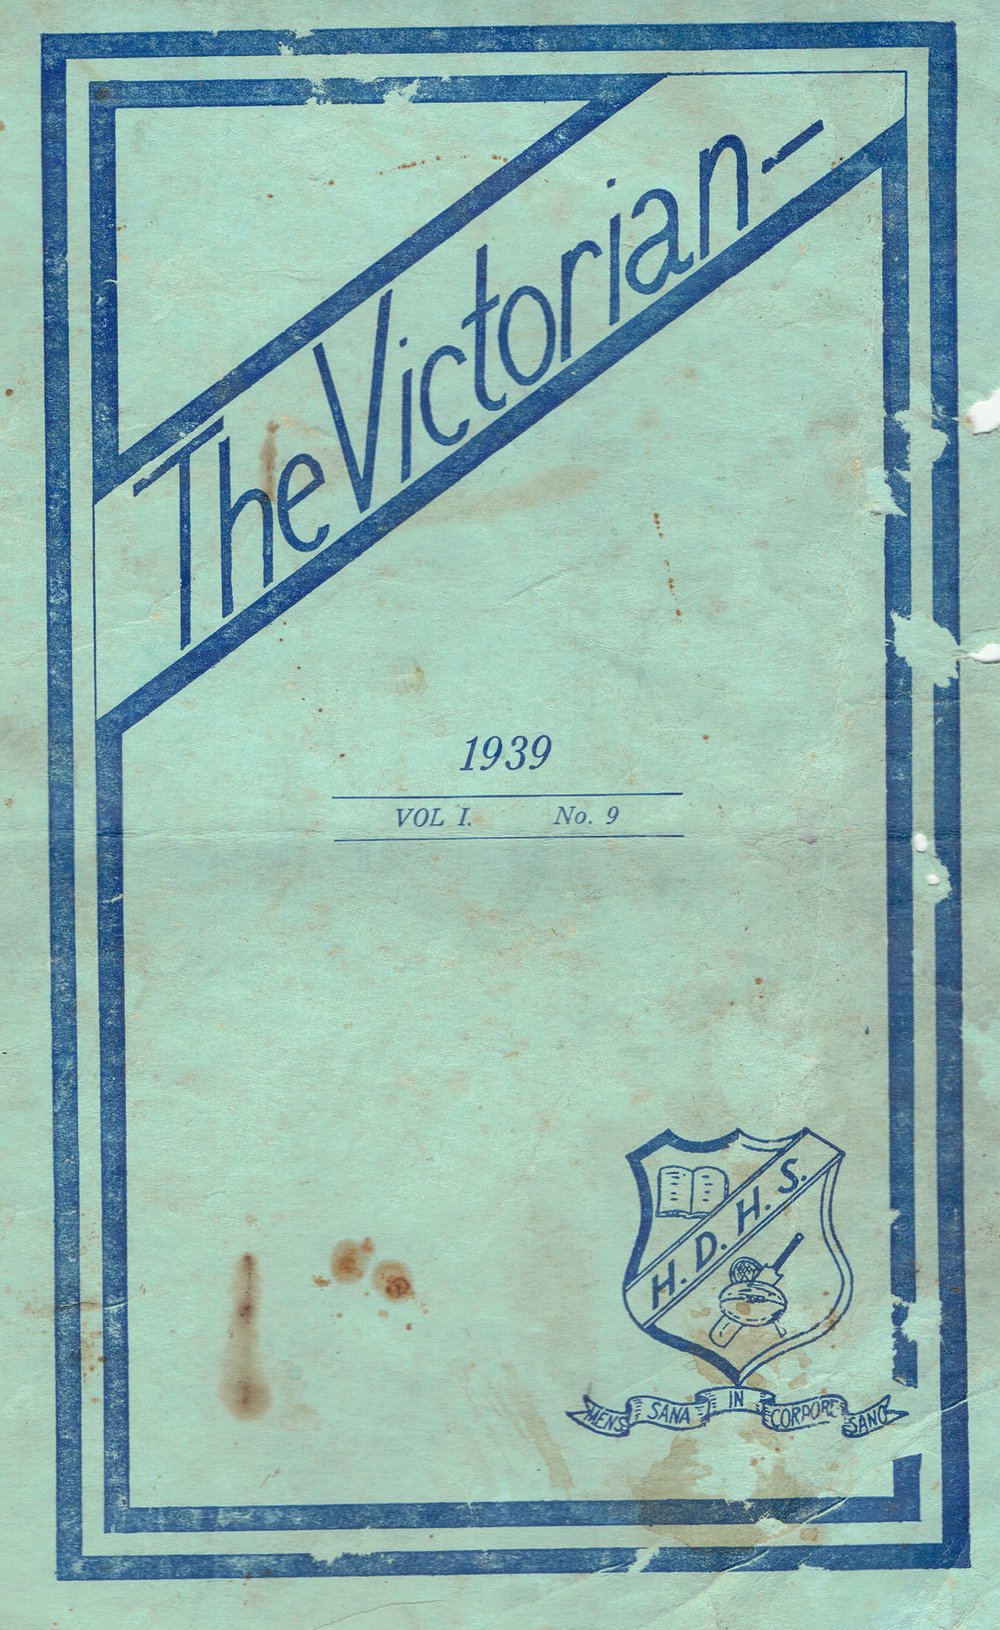 The Victorian—
1939
VOL I. No. 9
H. D. H. S.
MENS SANA IN CORPORE SANO